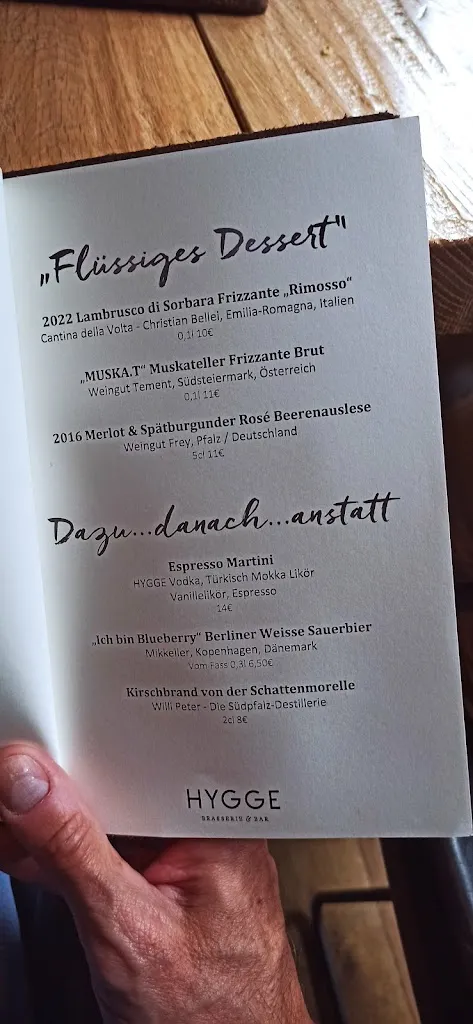 „Flüssiges Dessert"
2022 Lambrusco di Sorbara Frizzante „Rimosso“
Cantina della Volta - Christian Bellei, Emilia-Romagna, Italien
0,1l 10€
„MUSKA.T“ Muskateller Frizzante Brut
Weingut Tement, Südsteiermark, Österreich
0,1l 11€
2016 Merlot & Spätburgunder Rosé Beerenauslese
Weingut Frey, Pfalz / Deutschland
5cl 11€
Dazu...danach...anstatt
Espresso Martini
HYGGE Vodka, Türkisch Mokka Likör
Vanillelikör, Espresso
14€
„Ich bin Blueberry“ Berliner Weisse Sauerbier
Mikkeller, Kopenhagen, Dänemark
Vom Fass 0,3l 6,50€
Kirschbrand von der Schattenmorelle
Willi Peter - Die Südpfalz-Destillerie
2cl 8€
HYGGE
BRASSERIE & BAR